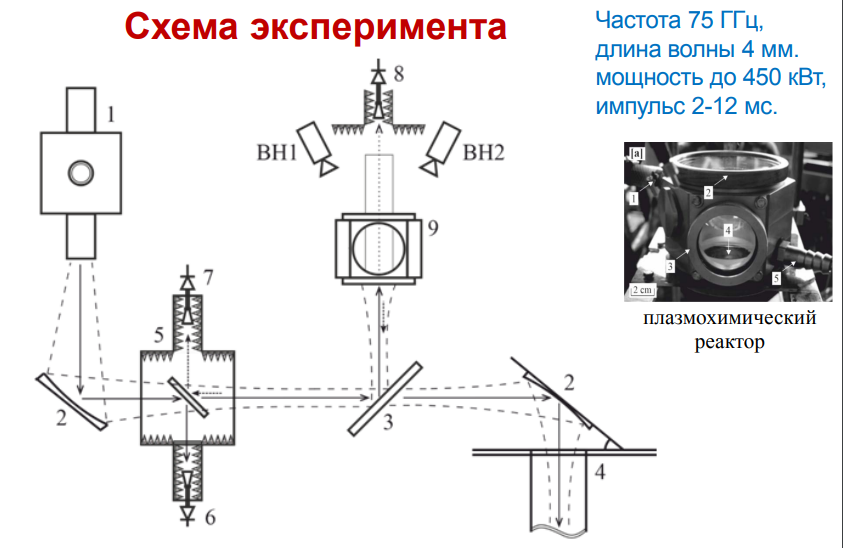 Схема эксперимента
Частота 75 ГГц,
длина волны 4 мм.
мощность до 450 кВт,
импульс 2-12 мс.
1
8
ВН1
ВН2
9
7
5
2
3
2
4
6
[a]
2
1
4
3
5
2 cm
плазмохимический
реактор